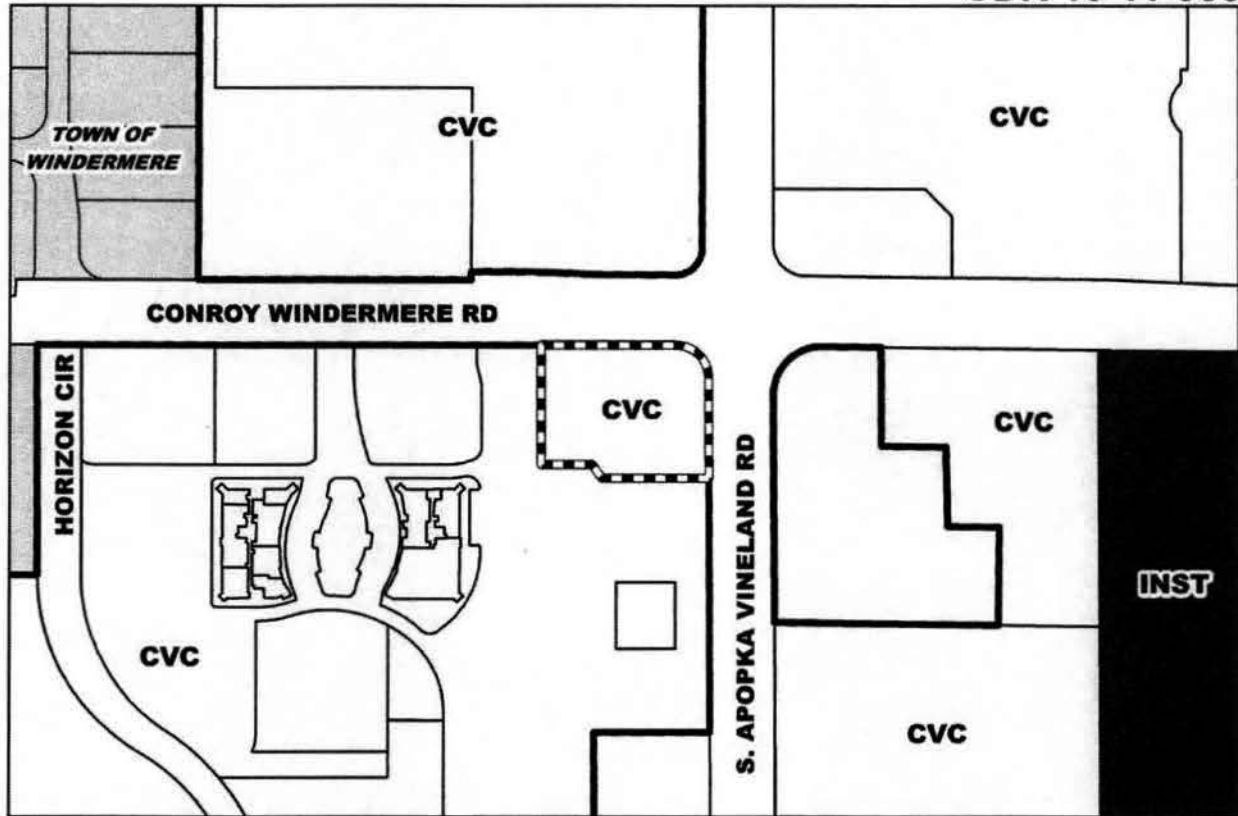 CVC
CVC
TOWN OF
WINDERMERE
CONROY WINDERMERE RD
HORIZON CIR
CVC
CVC
S. APOPKA VINELAND RD
INST
CVC
CVC